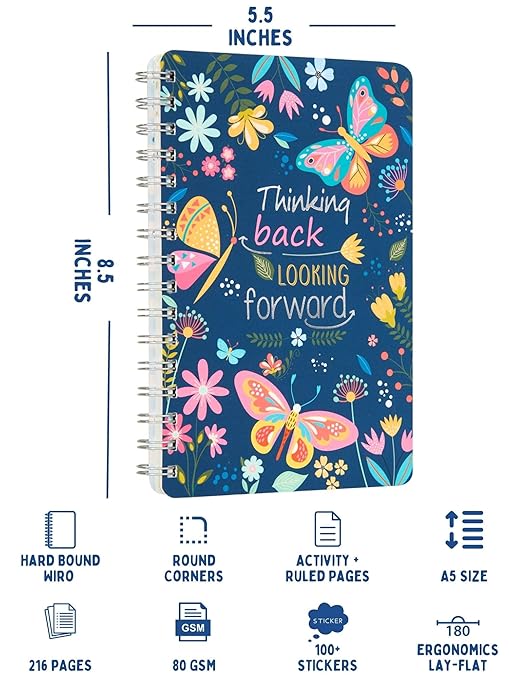 5.5
INCHES
8.5
INCHES
Thinking
back
LOOKING
forward
HARD BOUND
WIRO
ROUND
CORNERS
ACTIVITY +
RULED PAGES
A5 SIZE
216 PAGES
GSM
80 GSM
STICKER
100+
STICKERS
180
ERGONOMICS
LAY-FLAT